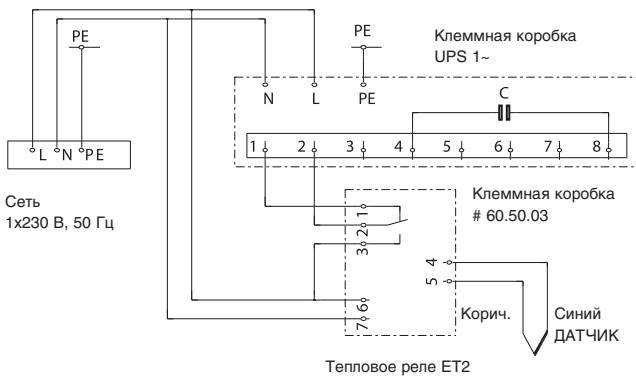 PE
PE
Клеммная коробка
UPS 1~
N L PE
C
1 2 3 4 5 6 7 8
L N PE
Сеть
1x230 В, 50 Гц
Клеммная коробка
# 60.50.03
1
2
3
4
5
6
7
Корич.
Синий
ДАТЧИК
Тепловое реле ET2